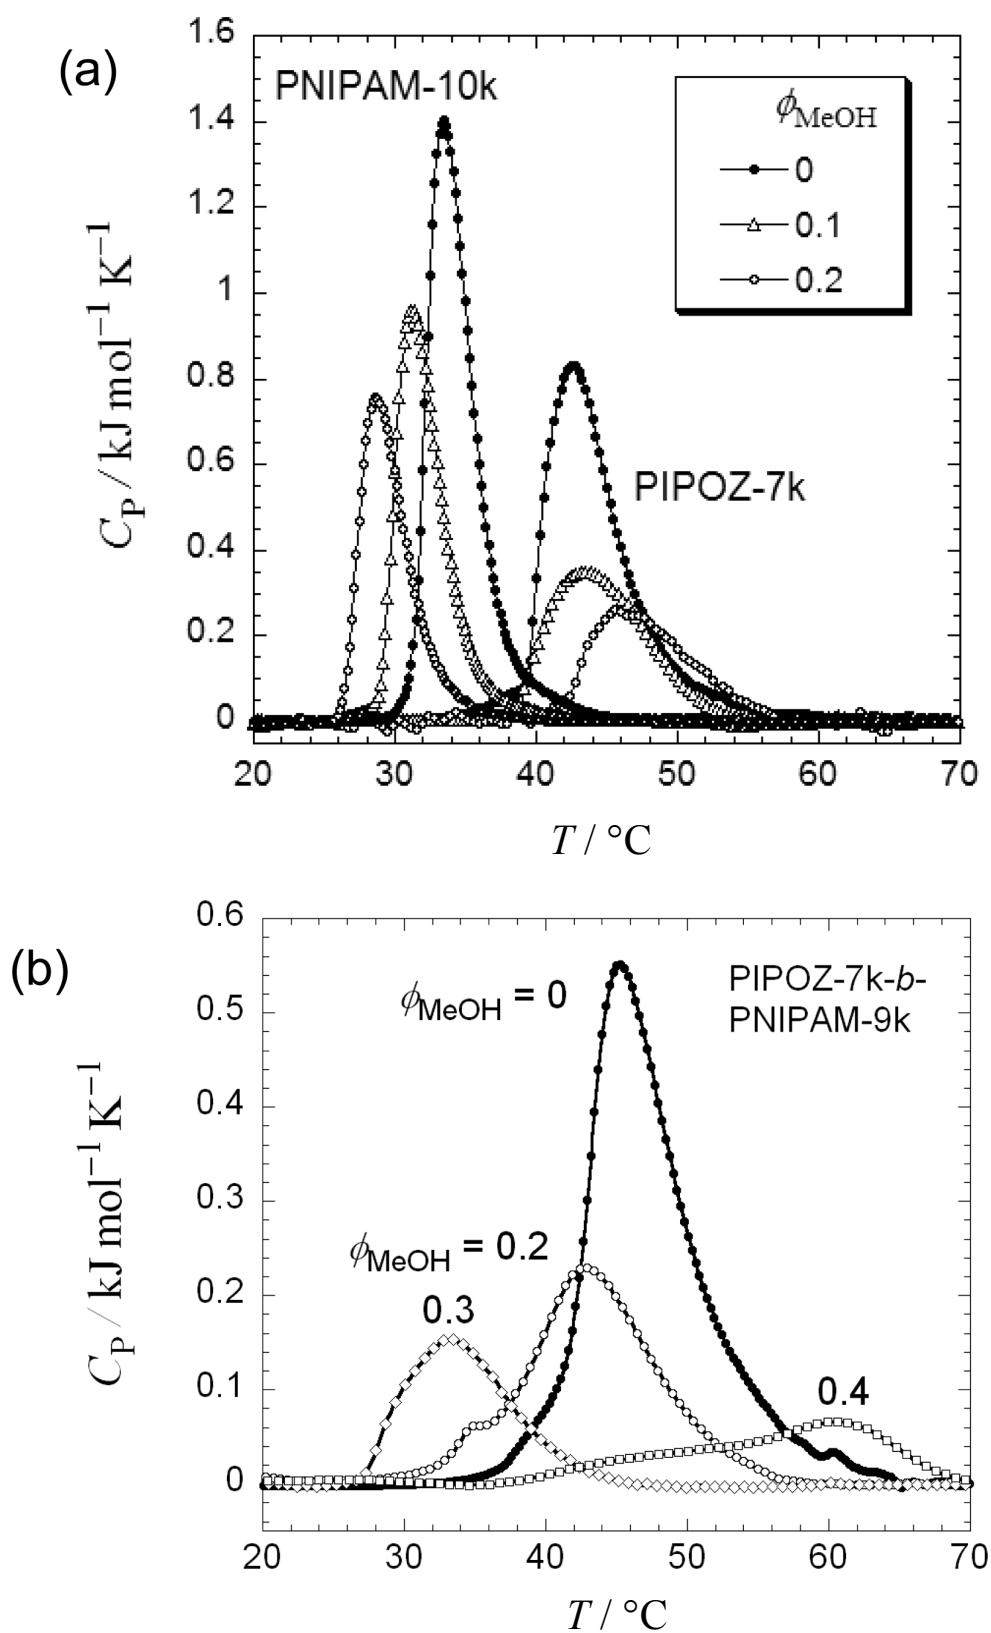 (a)
1.6
1.4
1.2
1
0.8
0.6
0.4
0.2
0
C_P / kJ mol⁻¹ K⁻¹
PNIPAM-10k
PIPOZ-7k
ϕ_MeOH
0
0.1
0.2
20 30 40 50 60 70
T / °C
(b)
0.6
0.5
0.4
0.3
0.2
0.1
0
C_P / kJ mol⁻¹ K⁻¹
ϕ_MeOH = 0
PIPOZ-7k-b-
PNIPAM-9k
ϕ_MeOH = 0.2
0.3
0.4
20 30 40 50 60 70
T / °C